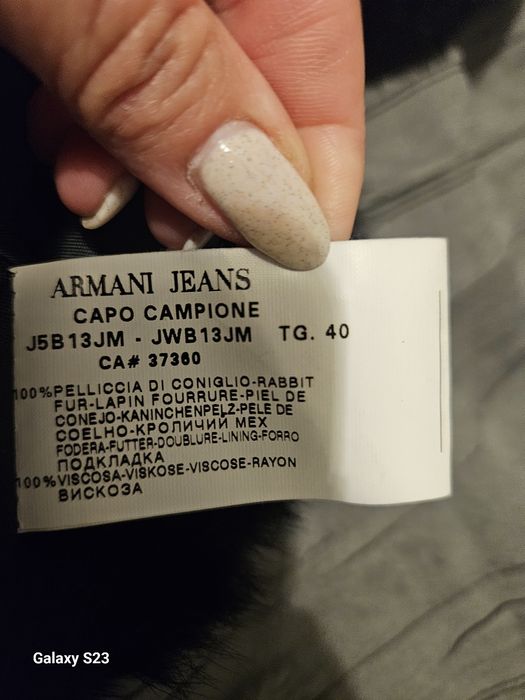 ARMANI JEANS
CAPO CAMPIONE
J5B13JM - JWB13JM TG. 40
CA# 37360
100%PELLICCIA DI CONIGLIO-RABBIT
FUR-LAPIN FOURRURE-PIEL DE
CONEJO-KANINCHENPELZ-PELE DE
COELHO-КРОЛИЧИЙ МЕХ
FODERA-FUTTER-DOUBLURE-LINING-FORRO
ПОДКЛАДКА
100%VISCOSA-VISKOSE-VISCOSE-RAYON
ВИСКОЗА
Galaxy S23